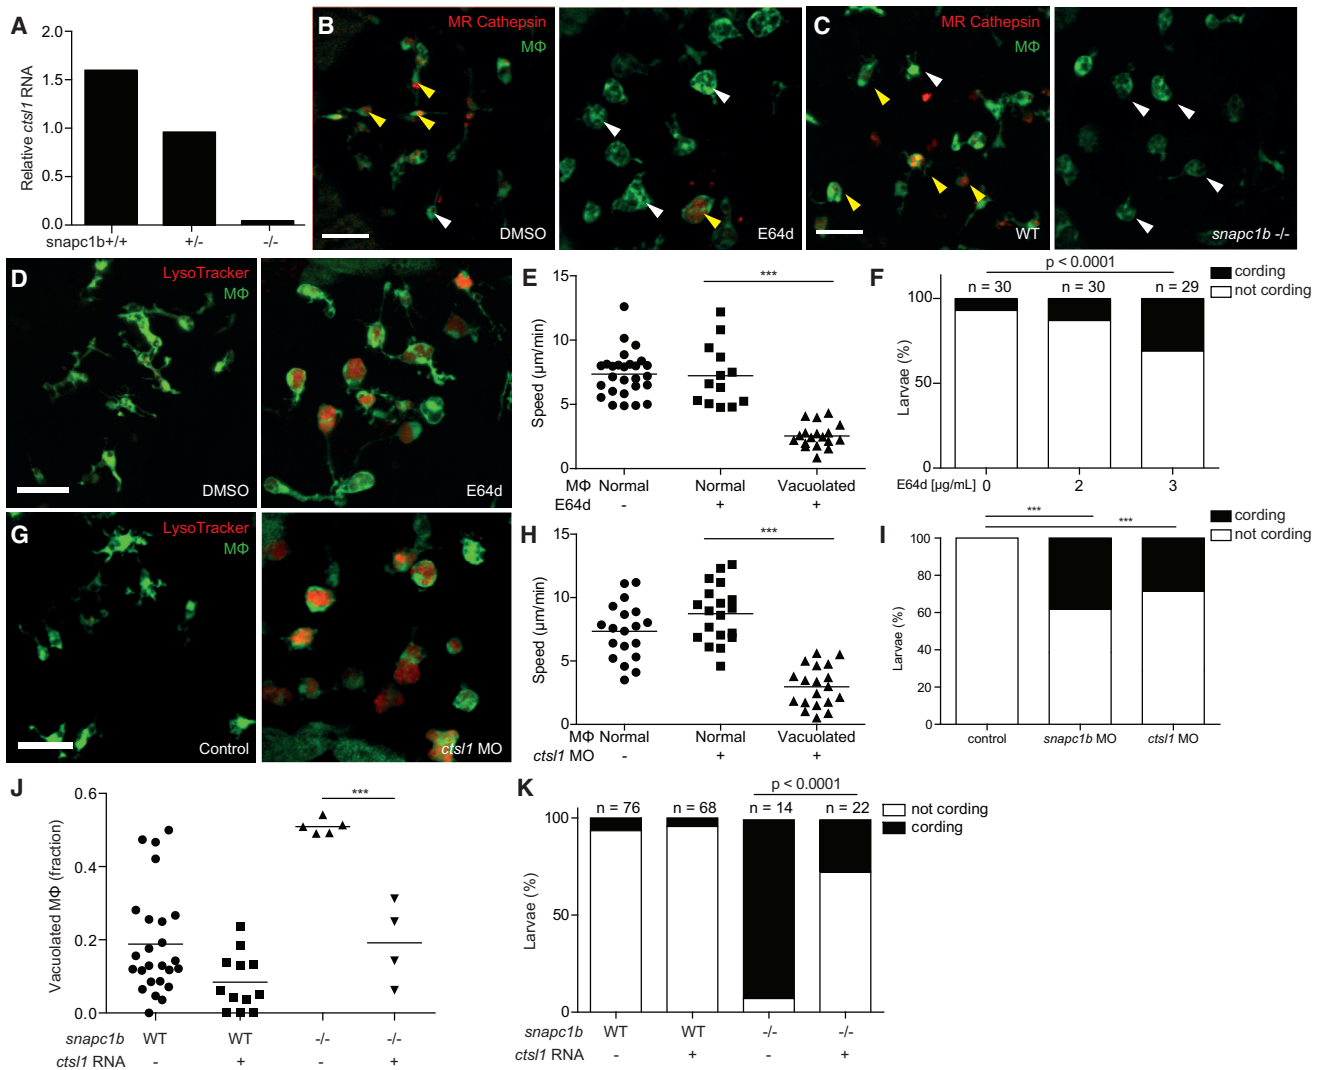 A
2.0
1.5
1.0
0.5
0.0
Relative ctsl1 RNA
snapc1b+/+
+/-
-/-
B
MR Cathepsin
MΦ
DMSO
E64d
C
MR Cathepsin
MΦ
WT
snapc1b -/-
D
LysoTracker
MΦ
DMSO
E64d
E
15
10
5
0
Speed (µm/min)
***
MΦ Normal Normal Vacuolated
E64d - + +
F
p < 0.0001
n = 30 n = 30 n = 29
cording
not cording
100
50
0
Larvae (%)
E64d [µg/mL] 0 2 3
G
LysoTracker
MΦ
Control
ctsl1 MO
H
15
10
5
0
Speed (µm/min)
***
MΦ Normal Normal Vacuolated
ctsl1 MO - + +
I
***
***
cording
not cording
100
80
60
40
20
0
Larvae (%)
control snapc1b MO ctsl1 MO
J
0.6
0.4
0.2
0.0
Vacuolated MΦ (fraction)
***
snapc1b WT WT -/- -/-
ctsl1 RNA - + - +
K
p < 0.0001
n = 76 n = 68 n = 14 n = 22
not cording
cording
100
50
0
Larvae (%)
snapc1b WT WT -/- -/-
ctsl1 RNA - + - +